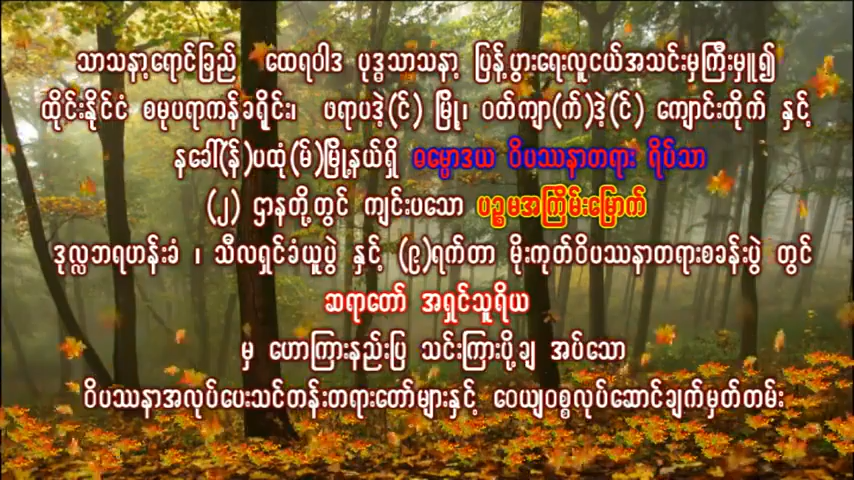 သာသနာ့ရောင်ခြည် ထေရဝါဒ ပုဒ္ဓသာသနာ့ ပြန့်ပွားရေးလူငယ်အသင်းမှကြီးမှူ၍
ထိုင်းနိုင်ငံ စမုပရာကန်ခရိုင်း၊ ဖရာပဒဲ့(င်) မြို့၊ ဝတ်ကျာ(က်)ဒဲ့(င်) ကျောင်းတိုက် နှင့်
နခေါ်(န်)ပထုံ(မ်)မြို့နယ်ရှိ ဓမ္မောဒယ ဝိပဿနာတရား ရိပ်သာ
(၂) ဌာနတို့တွင် ကျင်းပသော ပဉ္စမအကြိမ်မြောက်
ဒုလ္လဘရဟန်းခံ ၊ သီလရှင်ခံယူပွဲ နှင့် (၉)ရက်တာ မိုးကုတ်ဝိပဿနာတရားစခန်းပွဲ တွင်
ဆရာတော် အရှင်သူရိယ
မှ ဟောကြားနည်းပြ သင်ကြားပို့ချ အပ်သော
ဝိပဿနာအလုပ်ပေးသင်တန်းတရားတော်များနှင့် ဝေယျဝစ္စလုပ်ဆောင်ချက်မှတ်တမ်း